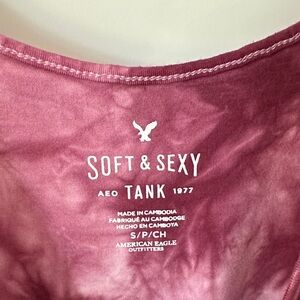 SOFT & SEXY
AEO TANK 1977
MADE IN CAMBODIA
FABRIQUÉ AU CAMBODGE
HECHO EN CAMBOYA
S/P/CH
AMERICAN EAGLE
OUTFITTERS